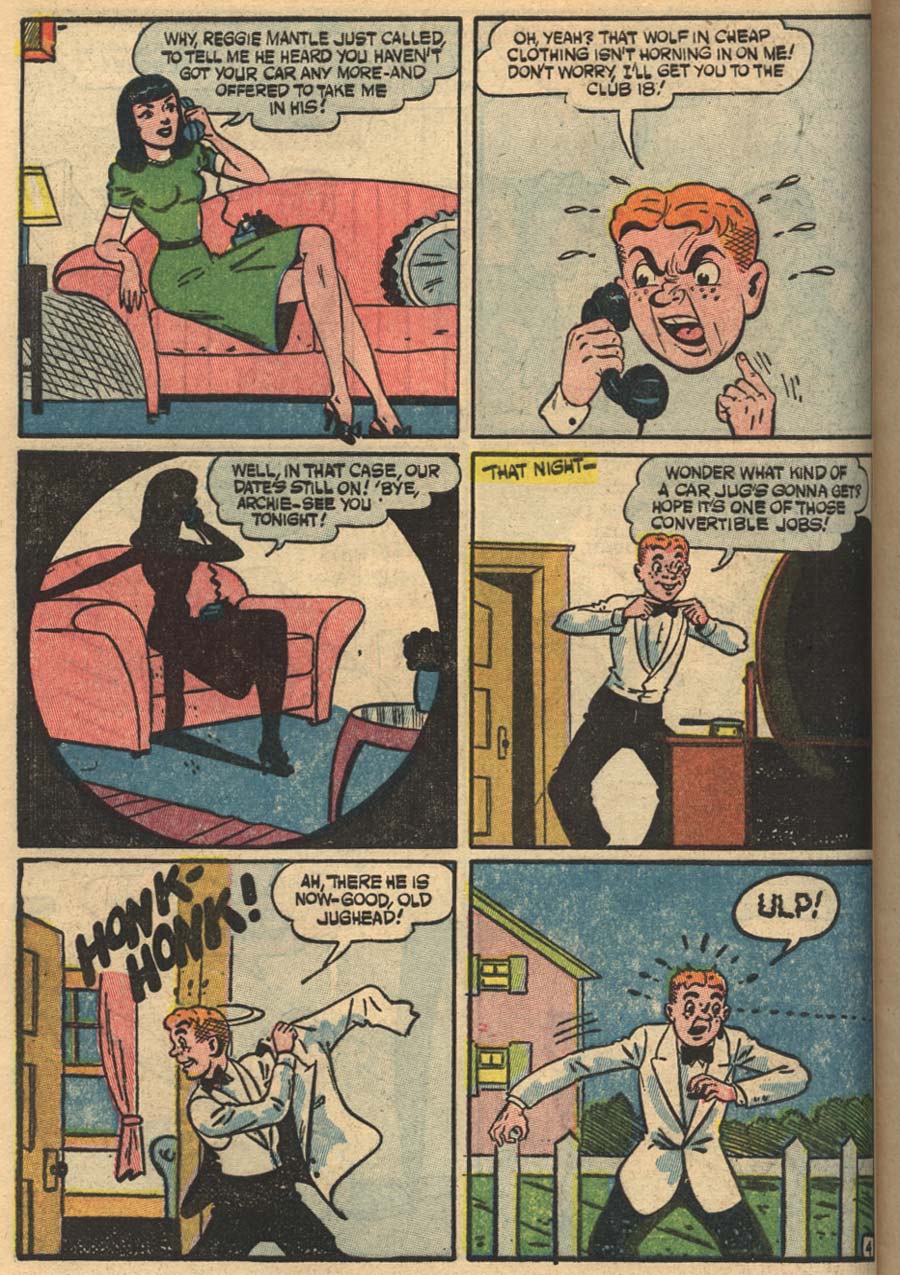 WHY, REGGIE MANTLE JUST CALLED,
TO TELL ME HE HEARD YOU HAVEN'T
GOT YOUR CAR ANY MORE-AND
OFFERED TO TAKE ME
IN HIS!
OH, YEAH? THAT WOLF IN CHEAP
CLOTHING ISN'T HORNING IN ON ME!
DON'T WORRY, I'LL GET YOU TO THE
CLUB 18!
WELL, IN THAT CASE, OUR
DATE'S STILL ON! 'BYE,
ARCHIE-SEE YOU
TONIGHT!
THAT NIGHT-
WONDER WHAT KIND OF
A CAR JUG'S GONNA GET?
HOPE IT'S ONE OF THOSE
CONVERTIBLE JOBS!
HONK-
HONK!
AH, THERE HE IS
NOW-GOOD, OLD
JUGHEAD!
ULP!
4